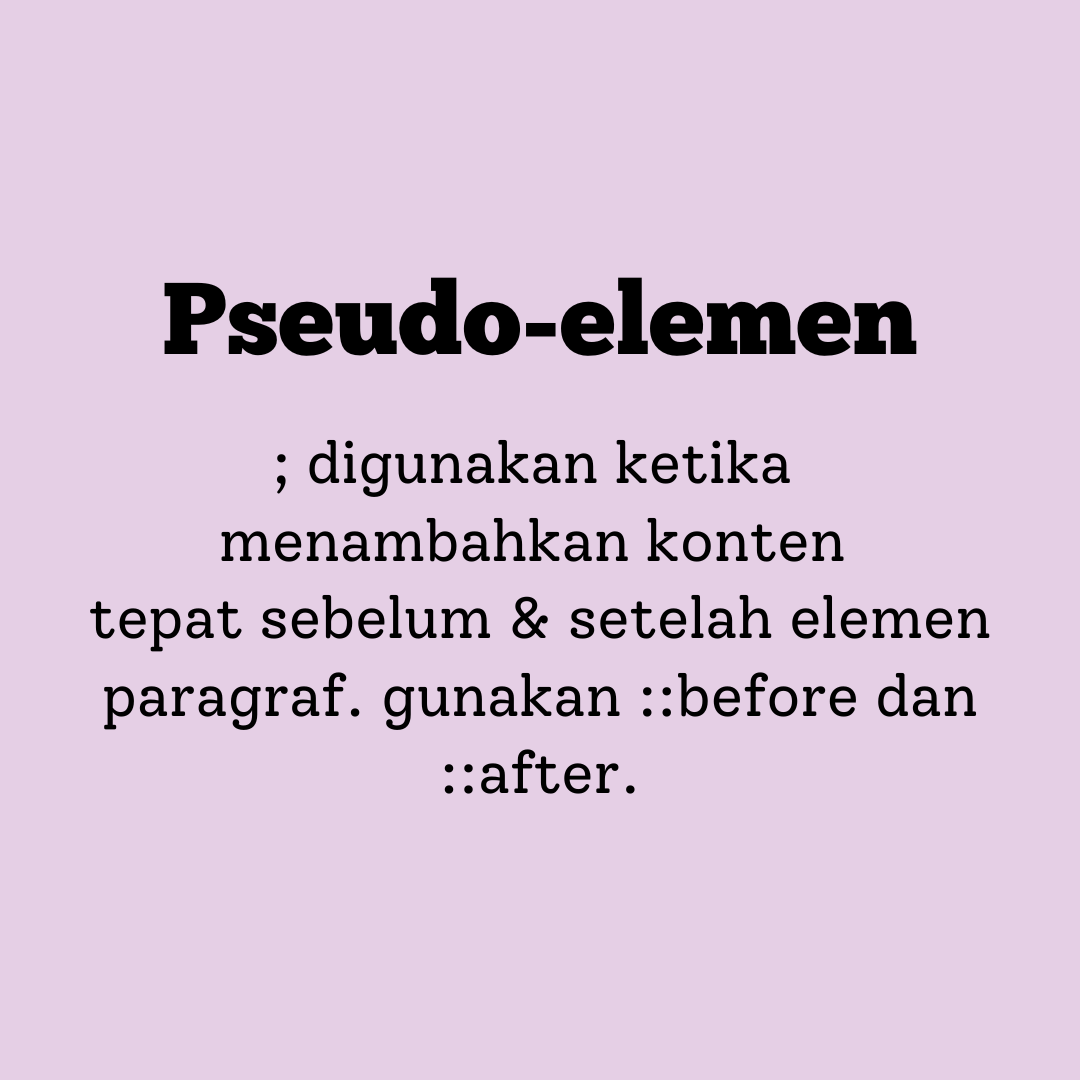 Pseudo-elemen
; digunakan ketika
menambahkan konten
tepat sebelum & setelah elemen
paragraf. gunakan ::before dan
::after.